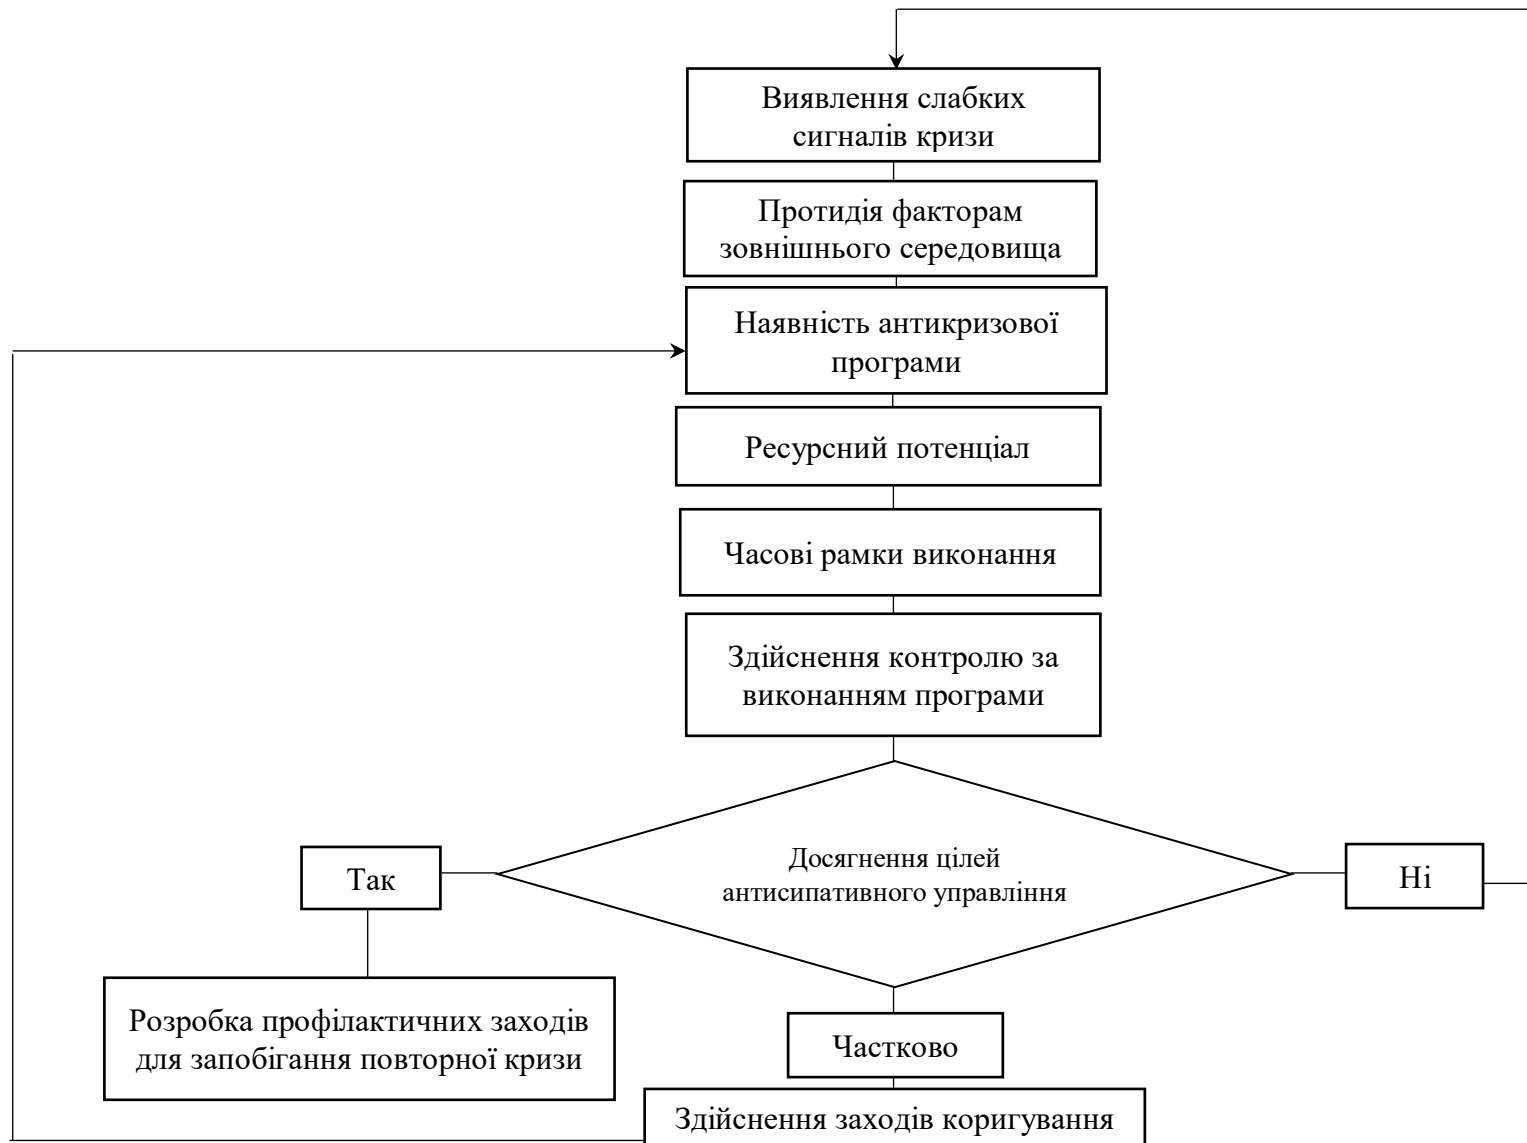 Виявлення слабких
сигналів кризи
Протидія факторам
зовнішнього середовища
Наявність антикризової
програми
Ресурсний потенціал
Часові рамки виконання
Здійснення контролю за
виконанням програми
Досягнення цілей
антисипативного управління
Так
Ні
Розробка профілактичних заходів
для запобігання повторної кризи
Частково
Здійснення заходів коригування